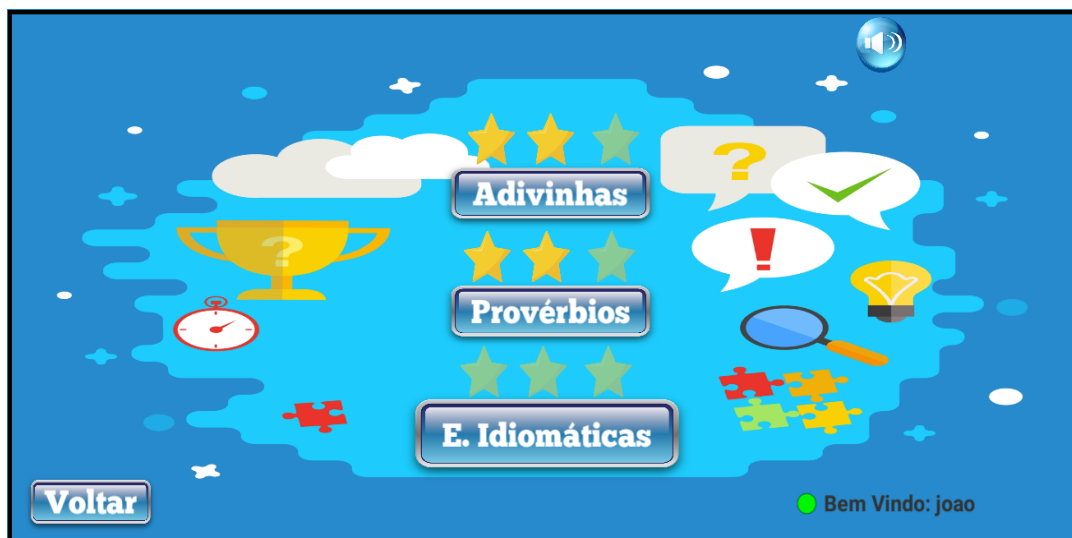 ?
Adivinhas
?
!
Provérbios
E. Idiomáticas
Voltar
Bem Vindo: joao